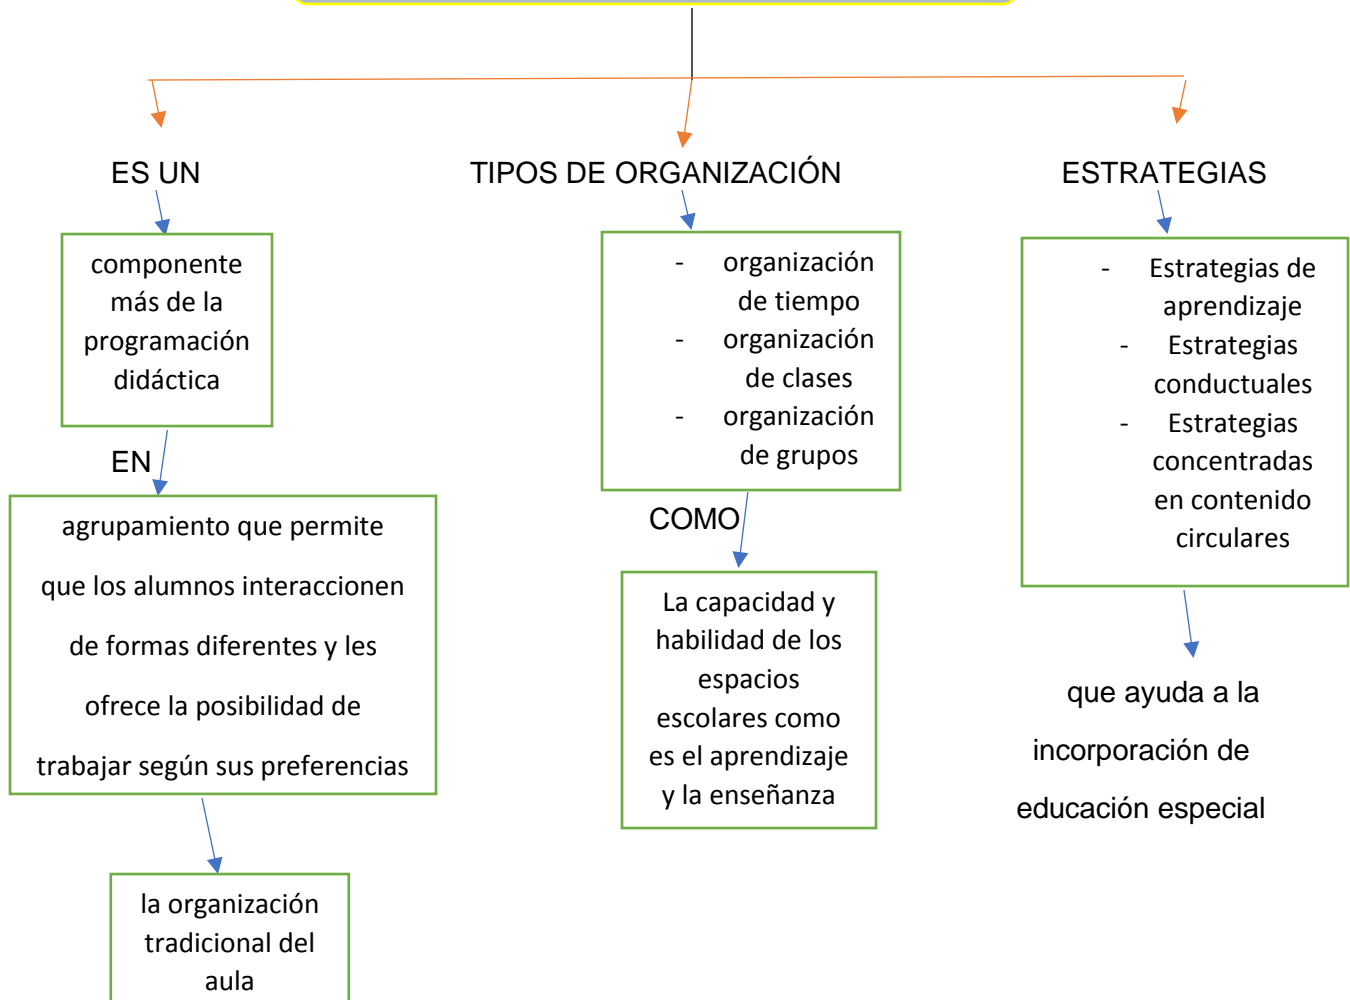 ES UN
componente
más de la
programación
didáctica
EN
agrupamiento que permite
que los alumnos interaccionen
de formas diferentes y les
ofrece la posibilidad de
trabajar según sus preferencias
la organización
tradicional del
aula
TIPOS DE ORGANIZACIÓN
- organización
de tiempo
- organización
de clases
- organización
de grupos
COMO
La capacidad y
habilidad de los
espacios
escolares como
es el aprendizaje
y la enseñanza
ESTRATEGIAS
- Estrategias de
aprendizaje
- Estrategias
conductuales
- Estrategias
concentradas
en contenido
circulares
que ayuda a la
incorporación de
educación especial